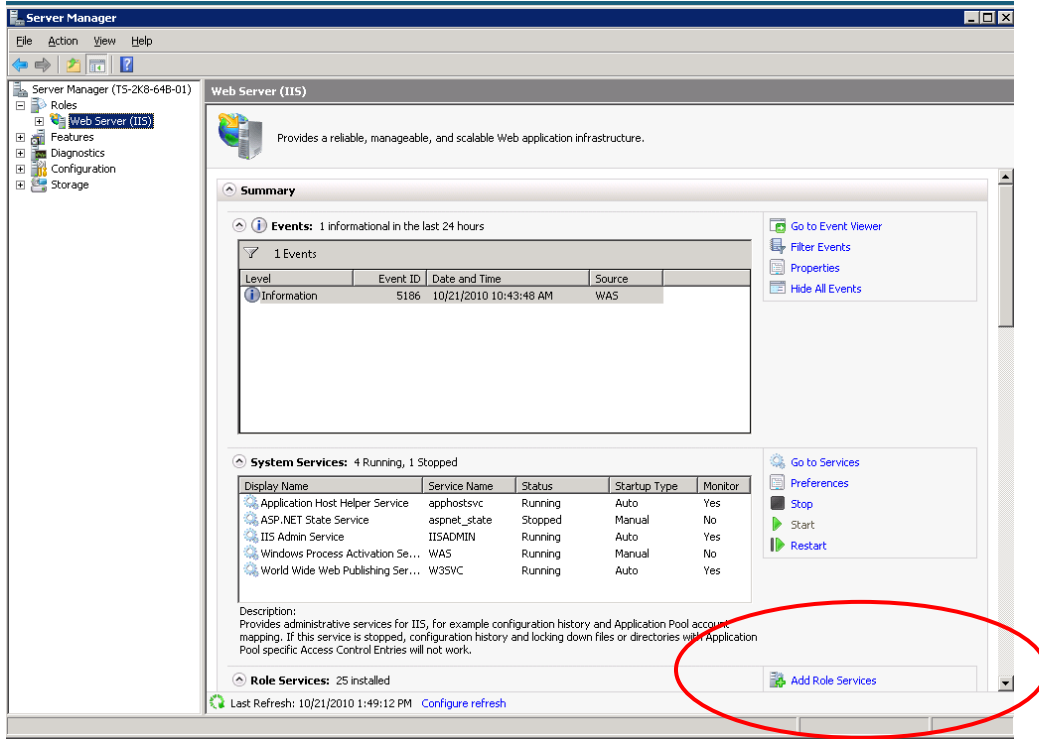 Server Manager
File Action View Help
Server Manager (TS-2K8-64B-01)
Roles
Web Server (IIS)
Features
Diagnostics
Configuration
Storage
Web Server (IIS)
Provides a reliable, manageable, and scalable Web application infrastructure.
Summary
Events: 1 informational in the last 24 hours
1 Events
Level Event ID Date and Time Source
Information 5186 10/21/2010 10:43:48 AM WAS
Go to Event Viewer
Filter Events
Properties
Hide All Events
System Services: 4 Running, 1 Stopped
Display Name Service Name Status Startup Type Monitor
Application Host Helper Service apphostsvc Running Auto Yes
ASP.NET State Service aspnet_state Stopped Manual No
IIS Admin Service IISADMIN Running Auto Yes
Windows Process Activation Se... WAS Running Manual No
World Wide Web Publishing Ser... W3SVC Running Auto Yes
Go to Services
Preferences
Stop
Start
Restart
Description:
Provides administrative services for IIS, for example configuration history and Application Pool account
mapping. If this service is stopped, configuration history and locking down files or directories with Application
Pool specific Access Control Entries will not work.
Role Services: 25 installed
Add Role Services
Last Refresh: 10/21/2010 1:49:12 PM Configure refresh